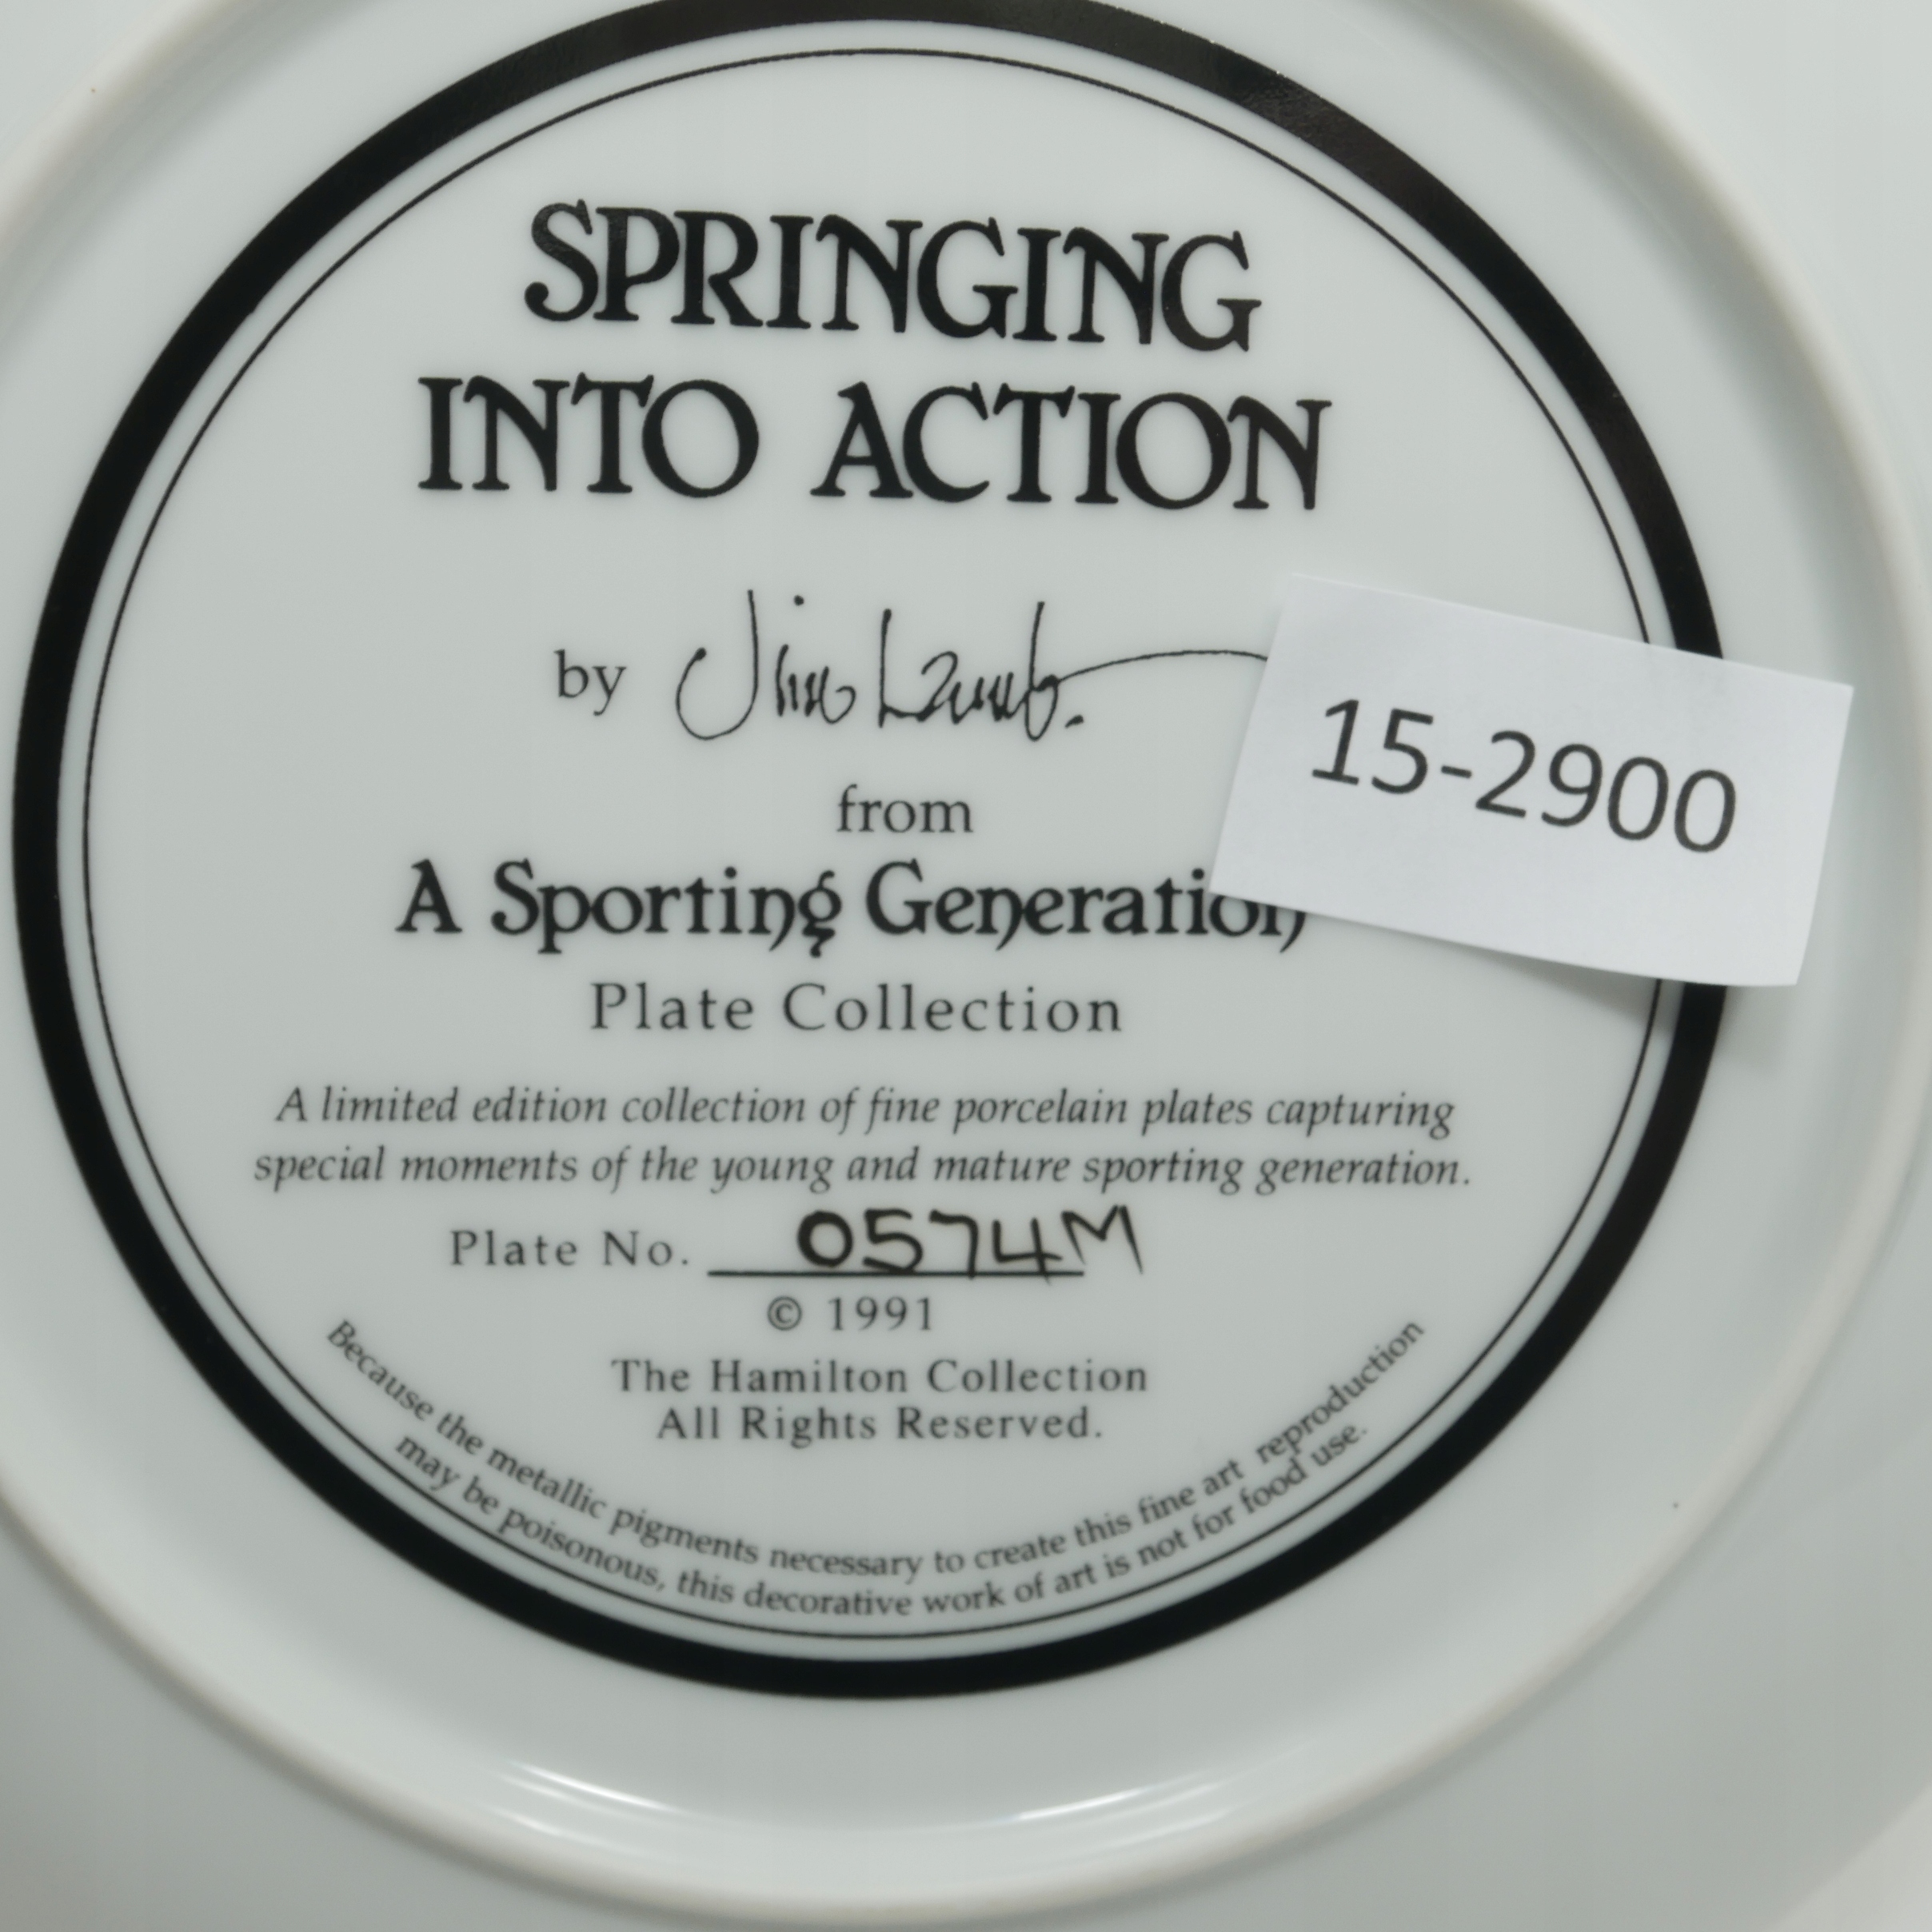 SPRINGING
INTO ACTION
by Jim Lamb.
15-2900
from
A Sporting Generation
Plate Collection
A limited edition collection of fine porcelain plates capturing
special moments of the young and mature sporting generation.
Plate No. 0574M
© 1991
The Hamilton Collection
All Rights Reserved.
Because the metallic pigments necessary to create this fine art reproduction
may be poisonous, this decorative work of art is not for food use.